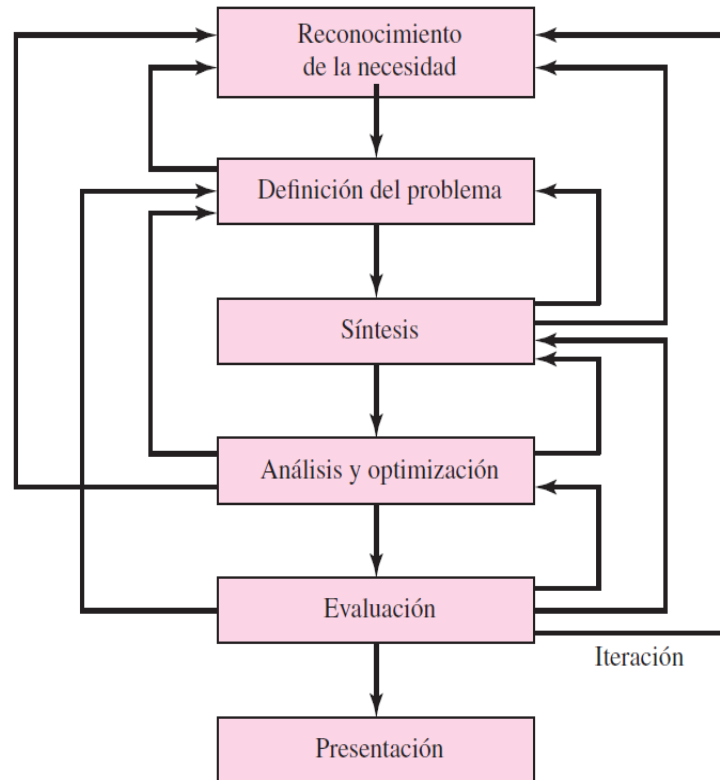 Reconocimiento
de la necesidad
Definición del problema
Síntesis
Análisis y optimización
Evaluación
Iteración
Presentación